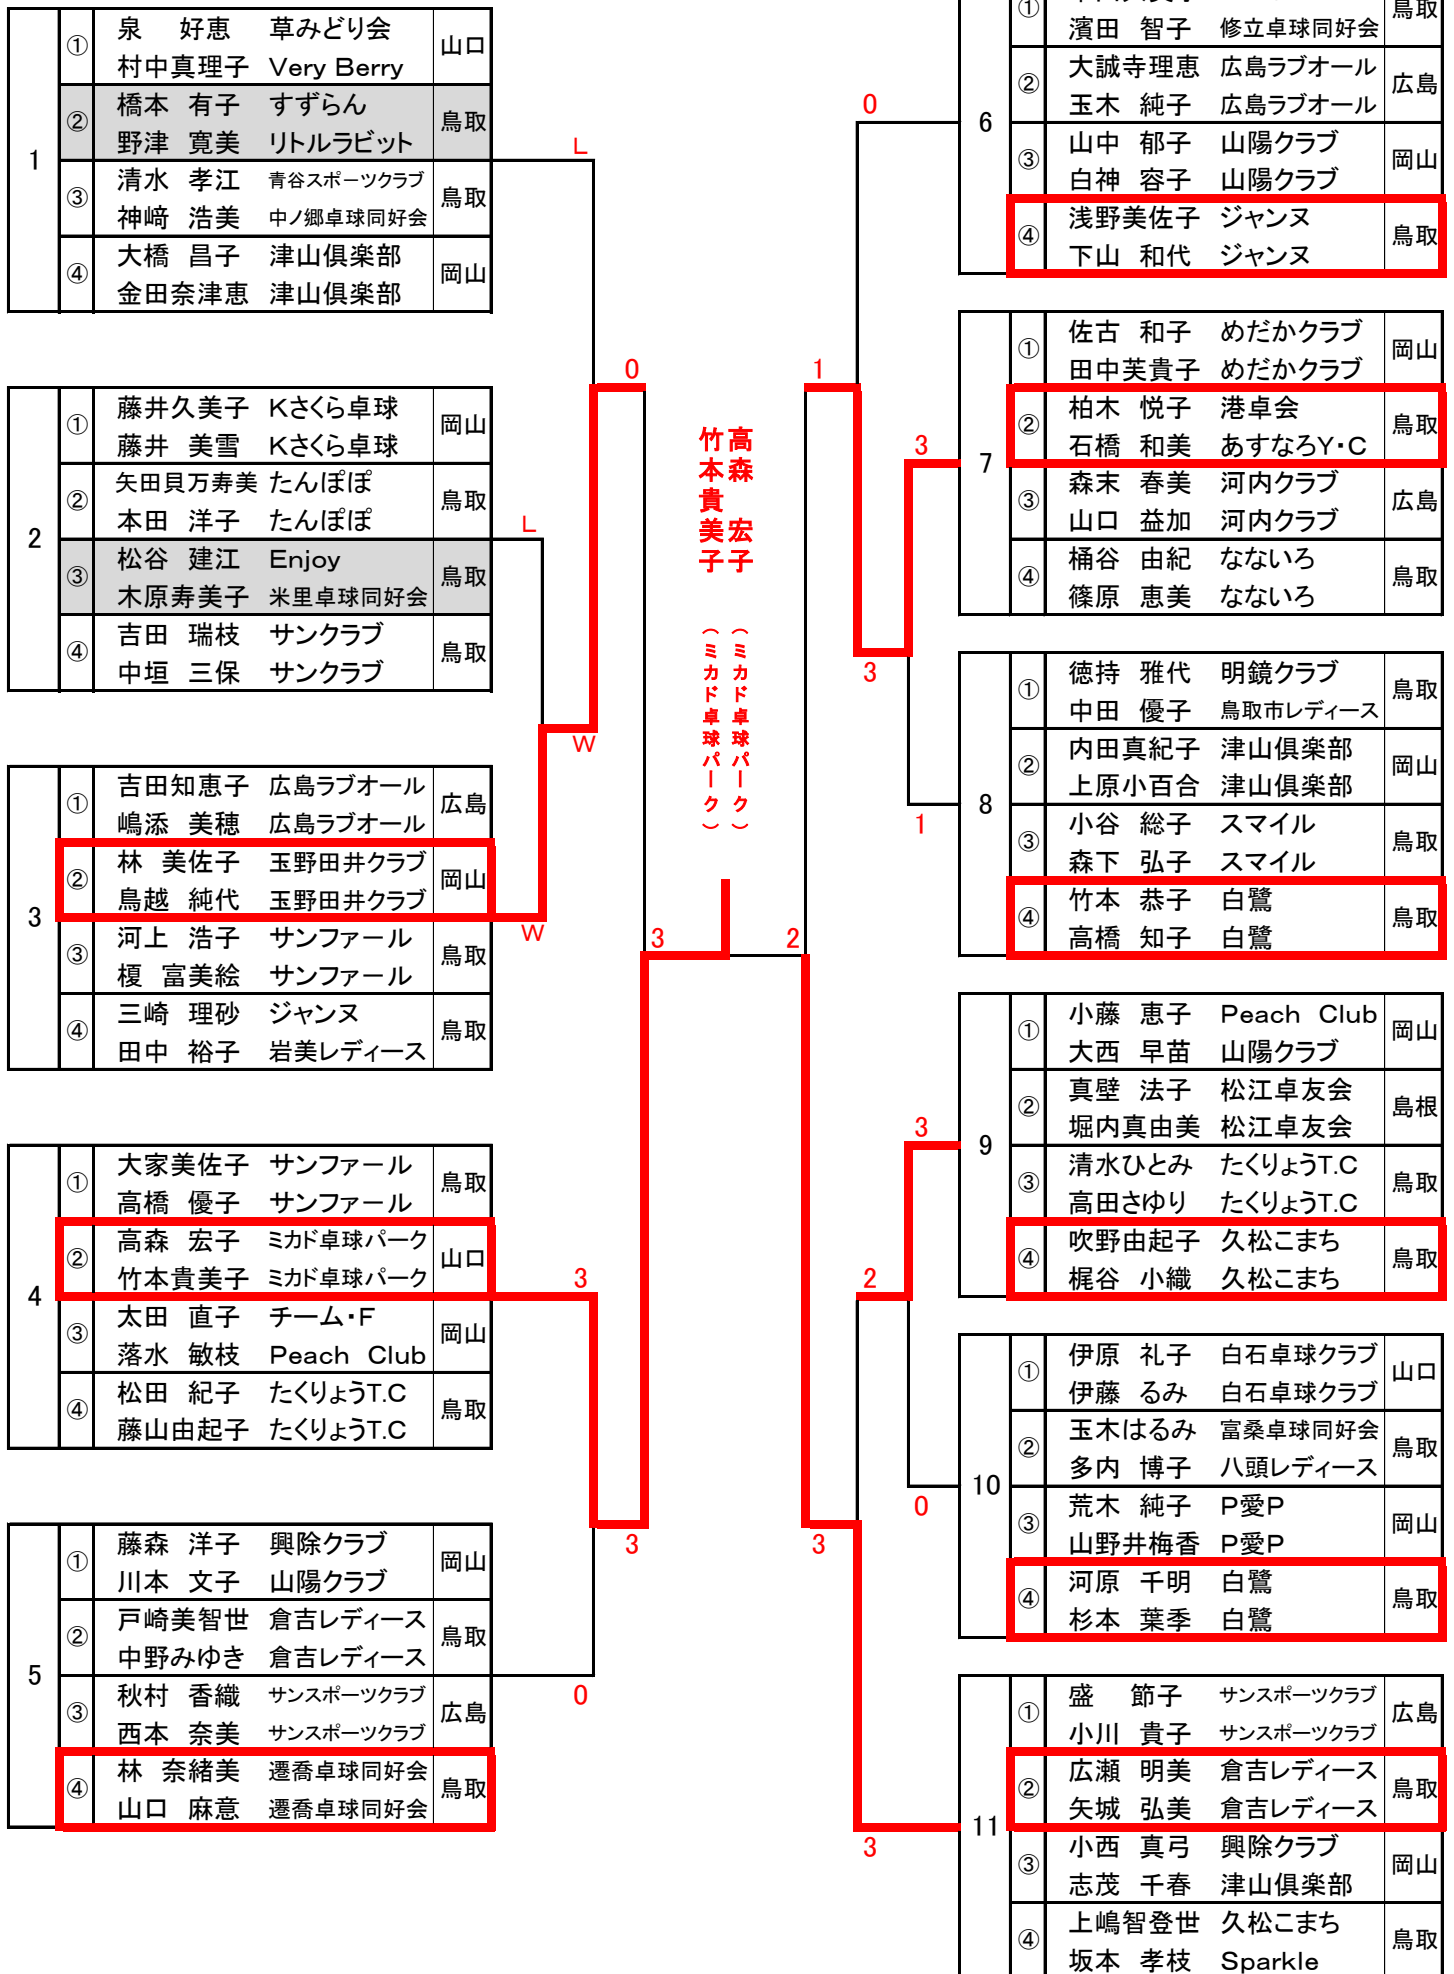 1
① 泉 好恵 草みどり会 山口
村中真理子 Very Berry
② 橋本 有子 すずらん 鳥取
野津 寛美 リトルラビット
③ 清水 孝江 青谷スポーツクラブ 鳥取
神﨑 浩美 中ノ郷卓球同好会
④ 大橋 昌子 津山倶楽部 岡山
金田奈津恵 津山倶楽部
L
2
① 藤井久美子 Kさくら卓球 岡山
藤井 美雪 Kさくら卓球
② 矢田貝万寿美 たんぽぽ 鳥取
本田 洋子 たんぽぽ
③ 松谷 建江 Enjoy 鳥取
木原寿美子 米里卓球同好会
④ 吉田 瑞枝 サンクラブ 鳥取
中垣 三保 サンクラブ
0
L
W
3
① 吉田知恵子 広島ラブオール 広島
嶋添 美穂 広島ラブオール
② 林 美佐子 玉野田井クラブ 岡山
鳥越 純代 玉野田井クラブ
③ 河上 浩子 サンファール 鳥取
榎 富美絵 サンファール
④ 三崎 理砂 ジャンヌ 鳥取
田中 裕子 岩美レディース
W
4
① 大家美佐子 サンファール 鳥取
高橋 優子 サンファール
② 高森 宏子 ミカド卓球パーク 山口
竹本貴美子 ミカド卓球パーク
③ 太田 直子 チーム・F 岡山
落水 敏枝 Peach Club
④ 松田 紀子 たくりょうT.C 鳥取
藤山由起子 たくりょうT.C
3
3
5
① 藤森 洋子 興除クラブ 岡山
川本 文子 山陽クラブ
② 戸崎美智世 倉吉レディース 鳥取
中野みゆき 倉吉レディース
③ 秋村 香織 サンスポーツクラブ 広島
西本 奈美 サンスポーツクラブ
④ 林 奈緒美 遷喬卓球同好会 鳥取
山口 麻意 遷喬卓球同好会
0
高森 宏子 (ミカド卓球パーク)
竹本貴美子 (ミカド卓球パーク)
3
2
6
① 鳥取
濱田 智子 修立卓球同好会
② 大誠寺理恵 広島ラブオール 広島
玉木 純子 広島ラブオール
③ 山中 郁子 山陽クラブ 岡山
白神 容子 山陽クラブ
④ 浅野美佐子 ジャンヌ 鳥取
下山 和代 ジャンヌ
0
1
7
① 佐古 和子 めだかクラブ 岡山
田中芙貴子 めだかクラブ
② 柏木 悦子 港卓会 鳥取
石橋 和美 あすなろY・C
③ 森末 春美 河内クラブ 広島
山口 益加 河内クラブ
④ 桶谷 由紀 なないろ 鳥取
篠原 恵美 なないろ
3
3
8
① 徳持 雅代 明鏡クラブ 鳥取
中田 優子 鳥取市レディース
② 内田真紀子 津山倶楽部 岡山
上原小百合 津山倶楽部
③ 小谷 総子 スマイル 鳥取
森下 弘子 スマイル
④ 竹本 恭子 白鷺 鳥取
高橋 知子 白鷺
1
9
① 小藤 恵子 Peach Club 岡山
大西 早苗 山陽クラブ
② 真壁 法子 松江卓友会 島根
堀内真由美 松江卓友会
③ 清水ひとみ たくりょうT.C 鳥取
高田さゆり たくりょうT.C
④ 吹野由起子 久松こまち 鳥取
梶谷 小織 久松こまち
3
2
10
① 伊原 礼子 白石卓球クラブ 山口
伊藤 るみ 白石卓球クラブ
② 玉木はるみ 富桑卓球同好会 鳥取
多内 博子 八頭レディース
③ 荒木 純子 P愛P 岡山
山野井梅香 P愛P
④ 河原 千明 白鷺 鳥取
杉本 葉季 白鷺
0
3
11
① 盛 節子 サンスポーツクラブ 広島
小川 貴子 サンスポーツクラブ
② 広瀬 明美 倉吉レディース 鳥取
矢城 弘美 倉吉レディース
③ 小西 真弓 興除クラブ 岡山
志茂 千春 津山倶楽部
④ 上嶋智登世 久松こまち 鳥取
坂本 孝枝 Sparkle
3